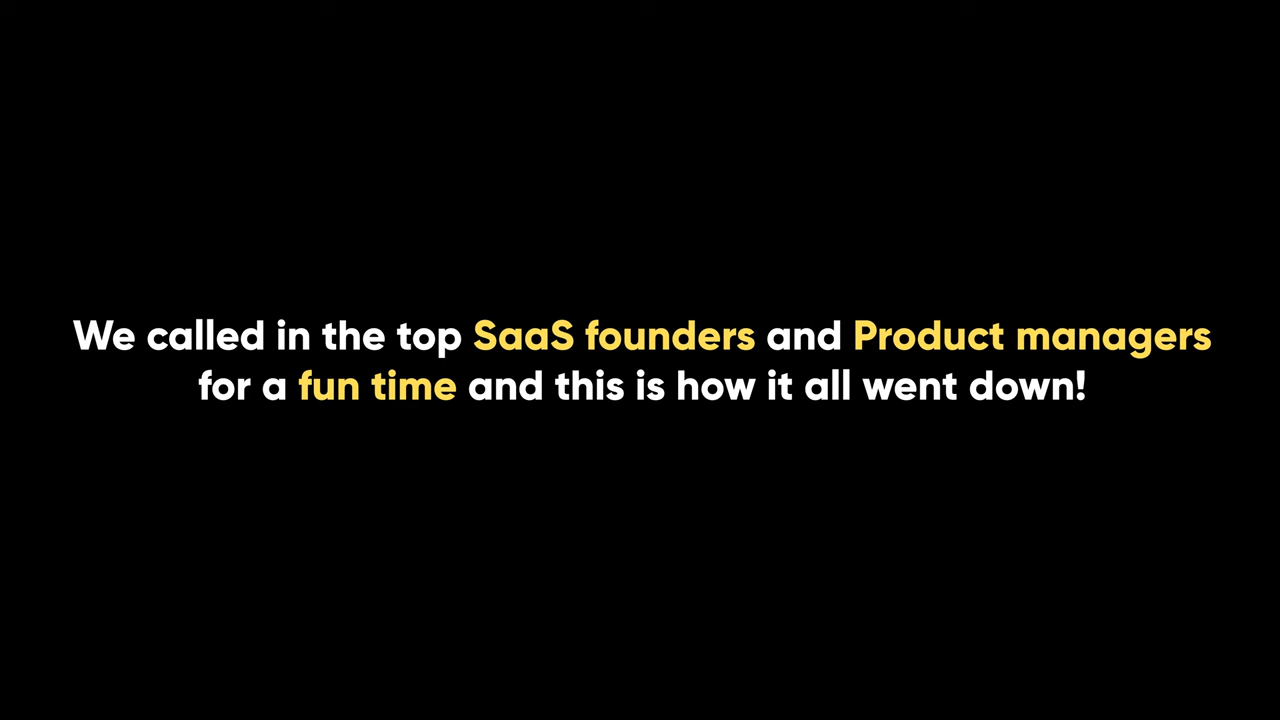 We called in the top SaaS founders and Product managers
for a fun time and this is how it all went down!